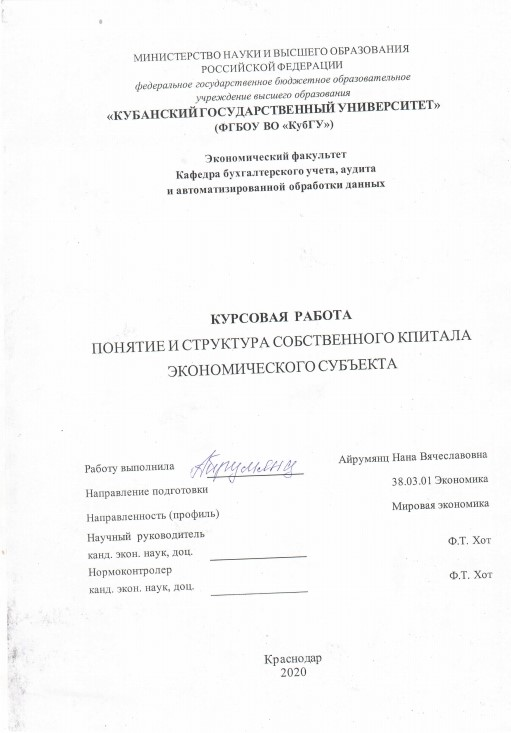 МИНИСТЕРСТВО НАУКИ И ВЫСШЕГО ОБРАЗОВАНИЯ
РОССИЙСКОЙ ФЕДЕРАЦИИ
федеральное государственное бюджетное образовательное
учреждение высшего образования
«КУБАНСКИЙ ГОСУДАРСТВЕННЫЙ УНИВЕРСИТЕТ»
(ФГБОУ ВО «КубГУ»)
Экономический факультет
Кафедра бухгалтерского учета, аудита
и автоматизированной обработки данных
КУРСОВАЯ РАБОТА
ПОНЯТИЕ И СТРУКТУРА СОБСТВЕННОГО КПИТАЛА
ЭКОНОМИЧЕСКОГО СУБЪЕКТА
Работу выполнила Айрумянц Айрумянц Нана Вячеславовна
Направление подготовки 38.03.01 Экономика
Направленность (профиль) Мировая экономика
Научный руководитель
канд. экон. наук, доц. Ф.Т. Хот
Нормоконтролер
канд. экон. наук, доц. Ф.Т. Хот
Краснодар
2020